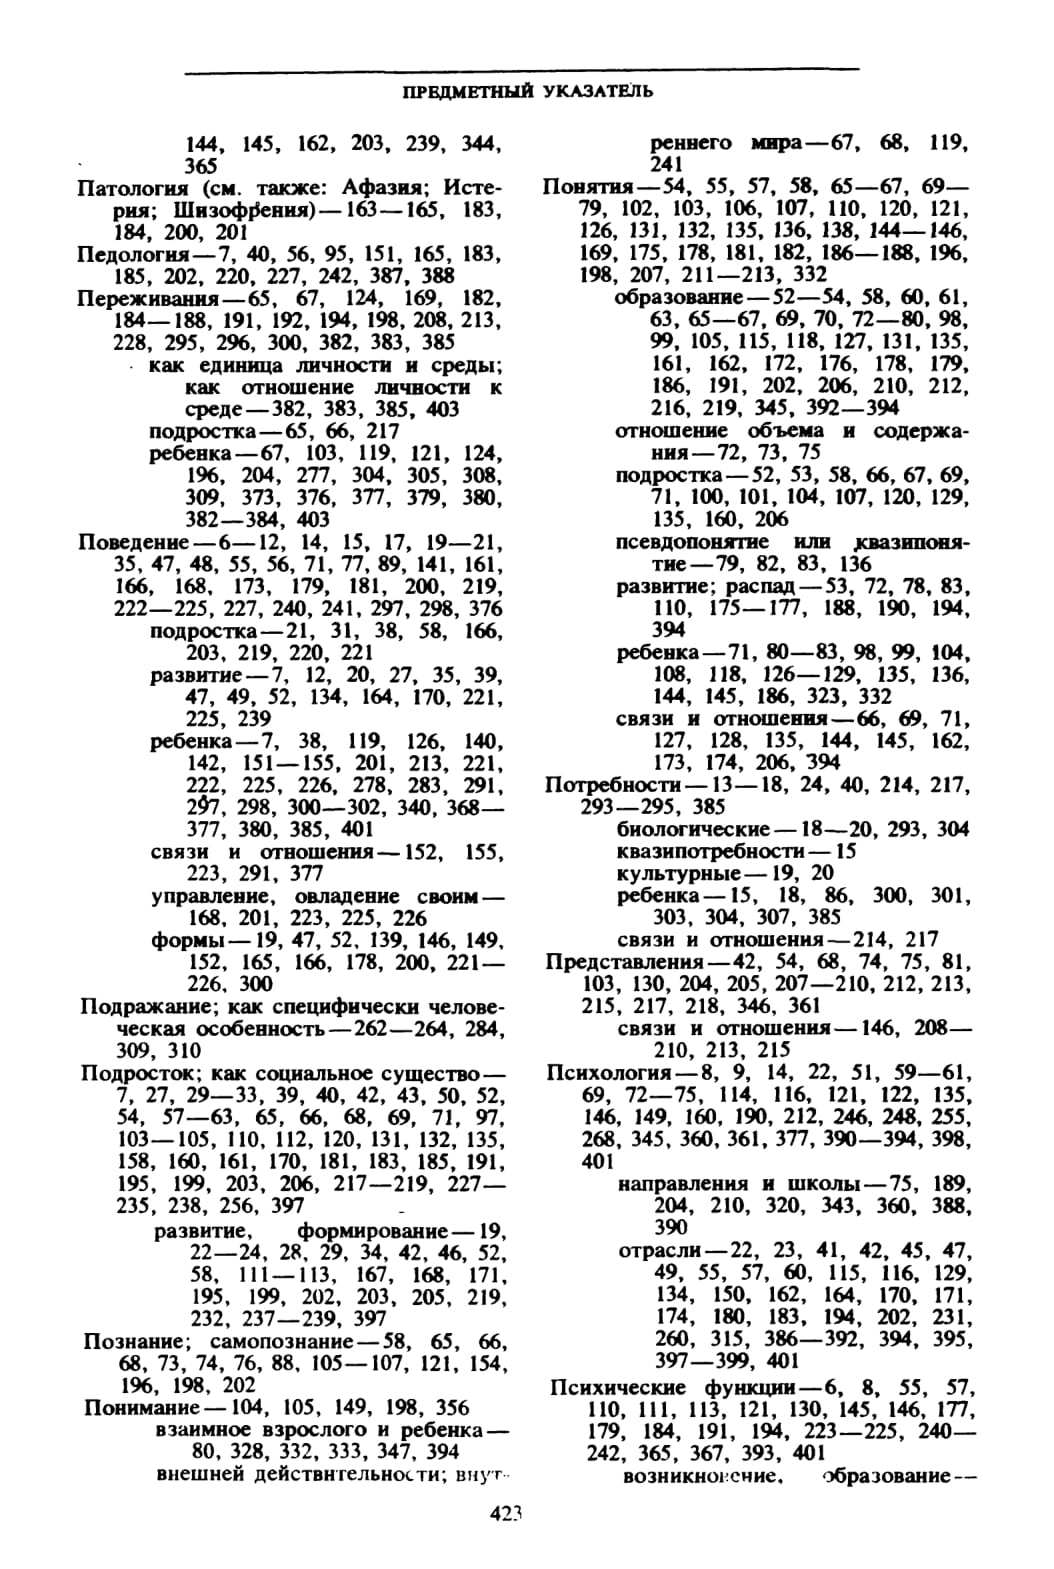 ПРЕДМЕТНЫЙ УКАЗАТЕЛЬ
144, 145, 162, 203, 239, 344,
365
Патология (см. также: Афазия; Исте-
рия; Шизофрения)—163—165, 183,
184, 200, 201
Педология—7, 40, 56, 95, 151, 165, 183,
185, 202, 220, 227, 242, 387, 388
Переживания—65, 67, 124, 169, 182,
184—188, 191, 192, 194, 198, 208, 213,
228, 295, 296, 300, 382, 383, 385
как единица личности и среды;
как отношение личности к
среде—382, 383, 385, 403
подростка—65, 66, 217
ребенка—67, 103, 119, 121, 124,
196, 204, 277, 304, 305, 308,
309, 373, 376, 377, 379, 380,
382—384, 403
Поведение—6—12, 14, 15, 17, 19—21,
35, 47, 48, 55, 56, 71, 77, 89, 141, 161,
166, 168, 173, 179, 181, 200, 219,
222—225, 227, 240, 241, 297, 298, 376
подростка—21, 31, 38, 58, 166,
203, 219, 220, 221
развитие—7, 12, 20, 27, 35, 39,
47, 49, 52, 134, 164, 170, 221,
225, 239
ребенка—7, 38, 119, 126, 140,
142, 151—155, 201, 213, 221,
222, 225, 226, 278, 283, 291,
297, 298, 300—302, 340, 368—
377, 380, 385, 401
связи и отношения—152, 155,
223, 291, 377
управление, овладение своим—
168, 201, 223, 225, 226
формы—19, 47, 52, 139, 146, 149,
152, 165, 166, 178, 200, 221—
226, 300
Подражание; как специфически челове-
ческая особенность—262—264, 284,
309, 310
Подросток; как социальное существо—
7, 27, 29—33, 39, 40, 42, 43, 50, 52,
54, 57—63, 65, 66, 68, 69, 71, 97,
103—105, 110, 112, 120, 131, 132, 135,
158, 160, 161, 170, 181, 183, 185, 191,
195, 199, 203, 206, 217—219, 227—
235, 238, 256, 397
развитие, формирование—19,
22—24, 28, 29, 34, 42, 46, 52,
58, 111—113, 167, 168, 171,
195, 199, 202, 203, 205, 219,
232, 237—239, 397
Познание; самопознание—58, 65, 66,
68, 73, 74, 76, 88, 105—107, 121, 154,
196, 198, 202
Понимание—104, 105, 149, 198, 356
взаимное взрослого и ребенка—
80, 328, 332, 333, 347, 394
внешней действительности; внут-
реннего мира—67, 68, 119,
241
Понятия—54, 55, 57, 58, 65—67, 69—
79, 102, 103, 106, 107, 110, 120, 121,
126, 131, 132, 135, 136, 138, 144—146,
169, 175, 178, 181, 182, 186—188, 196,
198, 207, 211—213, 332
образование—52—54, 58, 60, 61,
63, 65—67, 69, 70, 72—80, 98,
99, 105, 115, 118, 127, 131, 135,
161, 162, 172, 176, 178, 179,
186, 191, 202, 206, 210, 212,
216, 219, 345, 392—394
отношение объема и содержа-
ния—72, 73, 75
подростка—52, 53, 58, 66, 67, 69,
71, 100, 101, 104, 107, 120, 129,
135, 160, 206
псевдопонятие или квазипоня-
тие—79, 82, 83, 136
развитие; распад—53, 72, 78, 83,
110, 175—177, 188, 190, 194,
394
ребенка—71, 80—83, 98, 99, 104,
108, 118, 126—129, 135, 136,
144, 145, 186, 323, 332
связи и отношения—66, 69, 71,
127, 128, 135, 144, 145, 162,
173, 174, 206, 394
Потребности—13—18, 24, 40, 214, 217,
293—295, 385
биологические—18—20, 293, 304
квазипотребности—15
культурные—19, 20
ребенка—15, 18, 86, 300, 301,
303, 304, 307, 385
связи и отношения—214, 217
Представления—42, 54, 68, 74, 75, 81,
103, 130, 204, 205, 207—210, 212, 213,
215, 217, 218, 346, 361
связи и отношения—146, 208—
210, 213, 215
Психология—8, 9, 14, 22, 51, 59—61,
69, 72—75, 114, 116, 121, 122, 135,
146, 149, 160, 190, 212, 246, 248, 255,
268, 345, 360, 361, 377, 390—394, 398,
401
направления и школы—75, 189,
204, 210, 320, 343, 360, 388,
390
отрасли—22, 23, 41, 42, 45, 47,
49, 55, 57, 60, 115, 116, 129,
134, 150, 162, 164, 170, 171,
174, 180, 183, 194, 202, 231,
260, 315, 386—392, 394, 395,
397—399, 401
Психические функции—6, 8, 55, 57,
110, 111, 113, 121, 130, 145, 146, 177,
179, 184, 191, 194, 223—225, 240—
242, 365, 367, 393, 401
возникновение, образование—
423